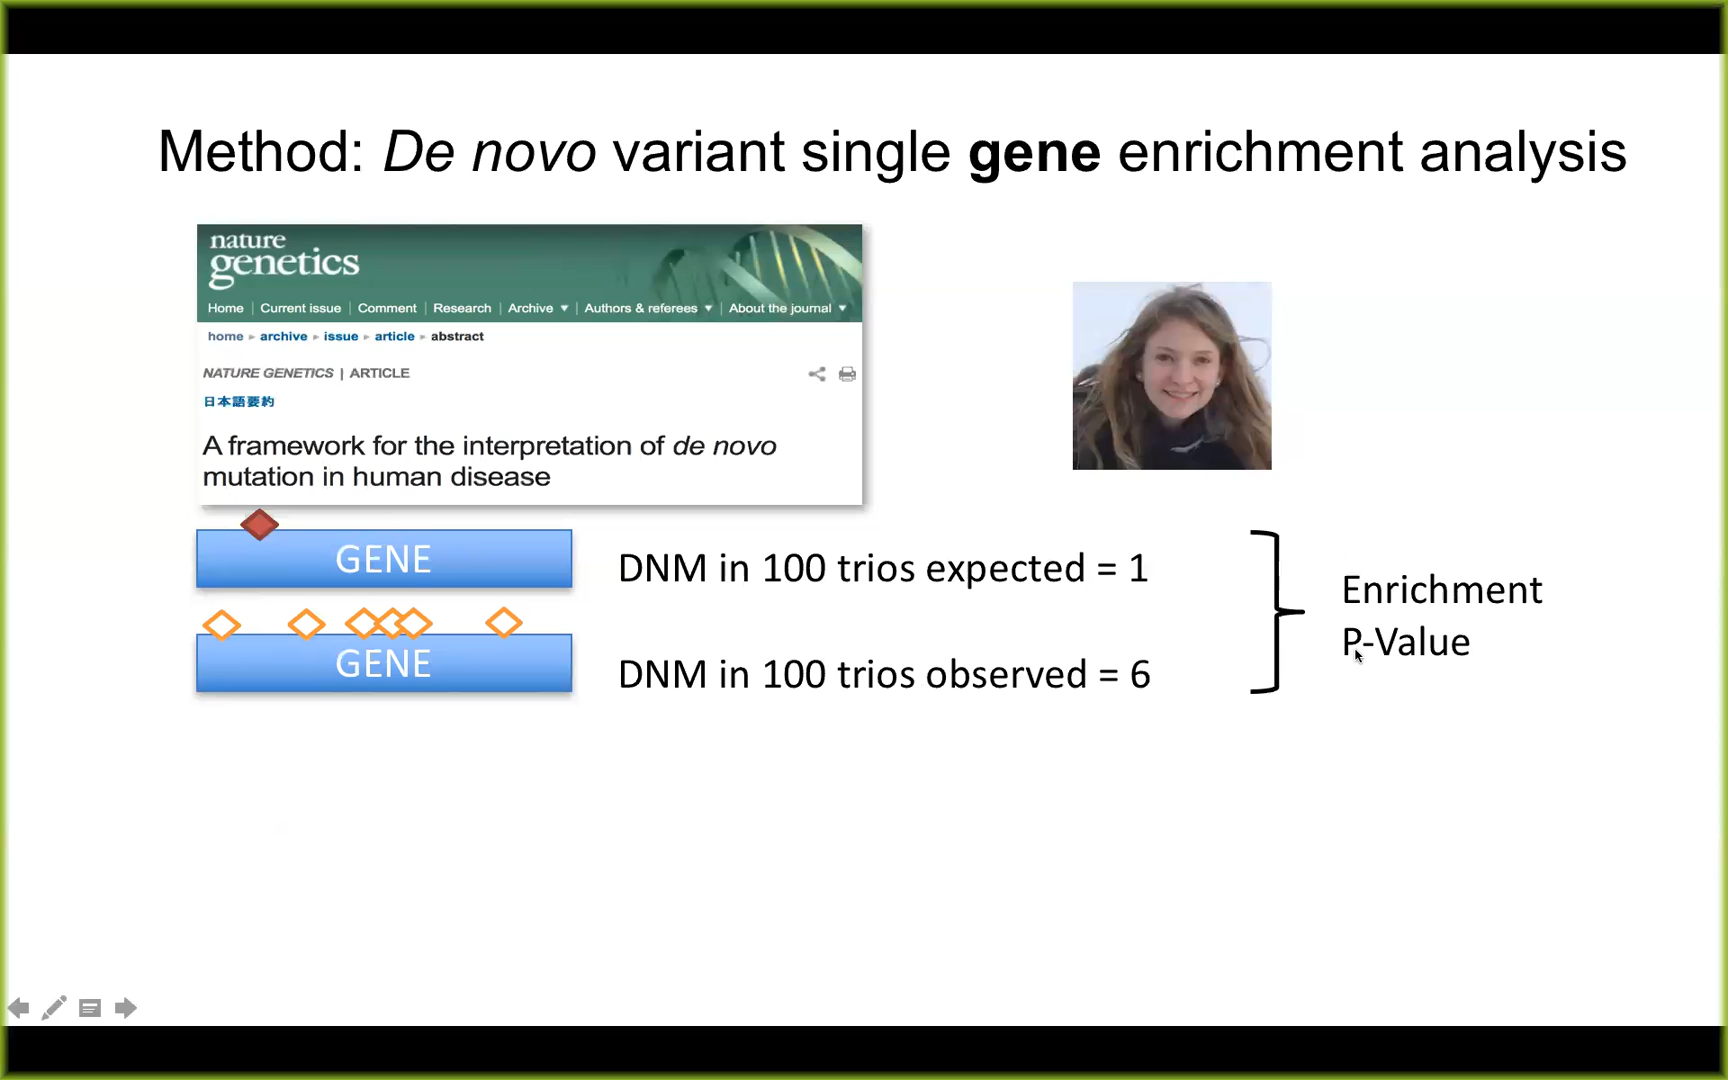 Method: De novo variant single gene enrichment analysis
nature
genetics
Home | Current issue | Comment | Research | Archive ▼ | Authors & referees ▼ | About the journal ▼
home ▸ archive ▸ issue ▸ article ▸ abstract
NATURE GENETICS | ARTICLE
日本語要約
A framework for the interpretation of de novo
mutation in human disease
GENE
DNM in 100 trios expected = 1
GENE
DNM in 100 trios observed = 6
Enrichment
P-Value